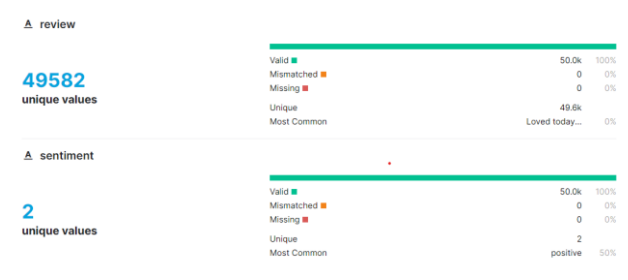 A review
49582
unique values
Valid 50.0k 100%
Mismatched 0 0%
Missing 0 0%
Unique 49.6k
Most Common Loved today... 0%
A sentiment
2
unique values
Valid 50.0k 100%
Mismatched 0 0%
Missing 0 0%
Unique 2
Most Common positive 50%